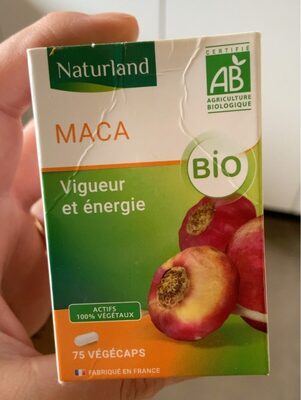 Naturland
CERTIFIÉ
AB
AGRICULTURE
BIOLOGIQUE
MACA
BiO
Vigueur
et énergie
ACTIFS
100% VÉGÉTAUX
75 VÉGÉCAPS
FABRIQUÉ EN FRANCE